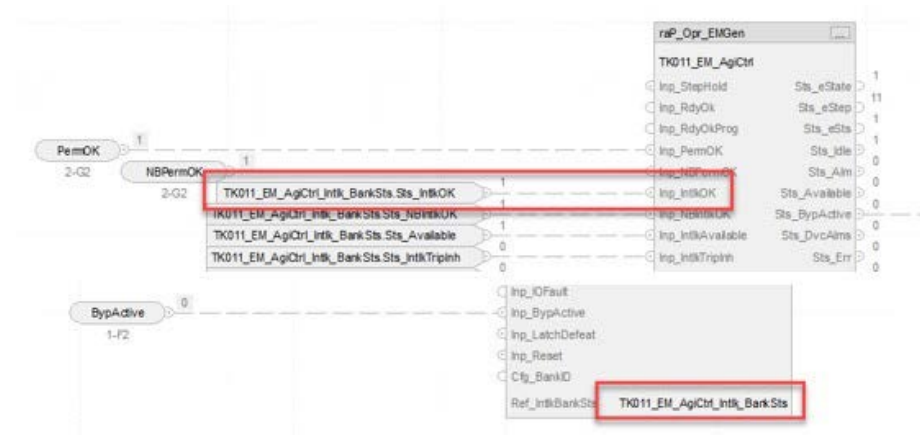 raP_Opr_EMGen ...
TK011_EM_AgiCtrl
1
Inp_StepHold Sts_eState
11
Inp_RdyOk Sts_eStep
1
Inp_RdyOkProg Sts_eSts
1
PermOK 1 Inp_PermOK Sts_Idle
0
2-G2 NBPermOK 1 Inp_NBPermOK Sts_Alm
0
2-G2 TK011_EM_AgiCtrl_Intlk_BankSts.Sts_IntlkOK 1 Inp_IntlkOK Sts_Available
0
TK011_EM_AgiCtrl_Intlk_BankSts.Sts_NBIntlkOK 1 Inp_NBIntlkOK Sts_BypActive
0
TK011_EM_AgiCtrl_Intlk_BankSts.Sts_Available 1 Inp_IntlkAvailable Sts_DvcAlms
0
TK011_EM_AgiCtrl_Intlk_BankSts.Sts_IntlkTripInh 0 Inp_IntlkTripInh Sts_Err
0 0
Inp_IOFault
BypActive 0 Inp_BypActive
1-F2
Inp_LatchDefeat
Inp_Reset
Cfg_BankID
Ref_IntlkBankSts TK011_EM_AgiCtrl_Intlk_BankSts